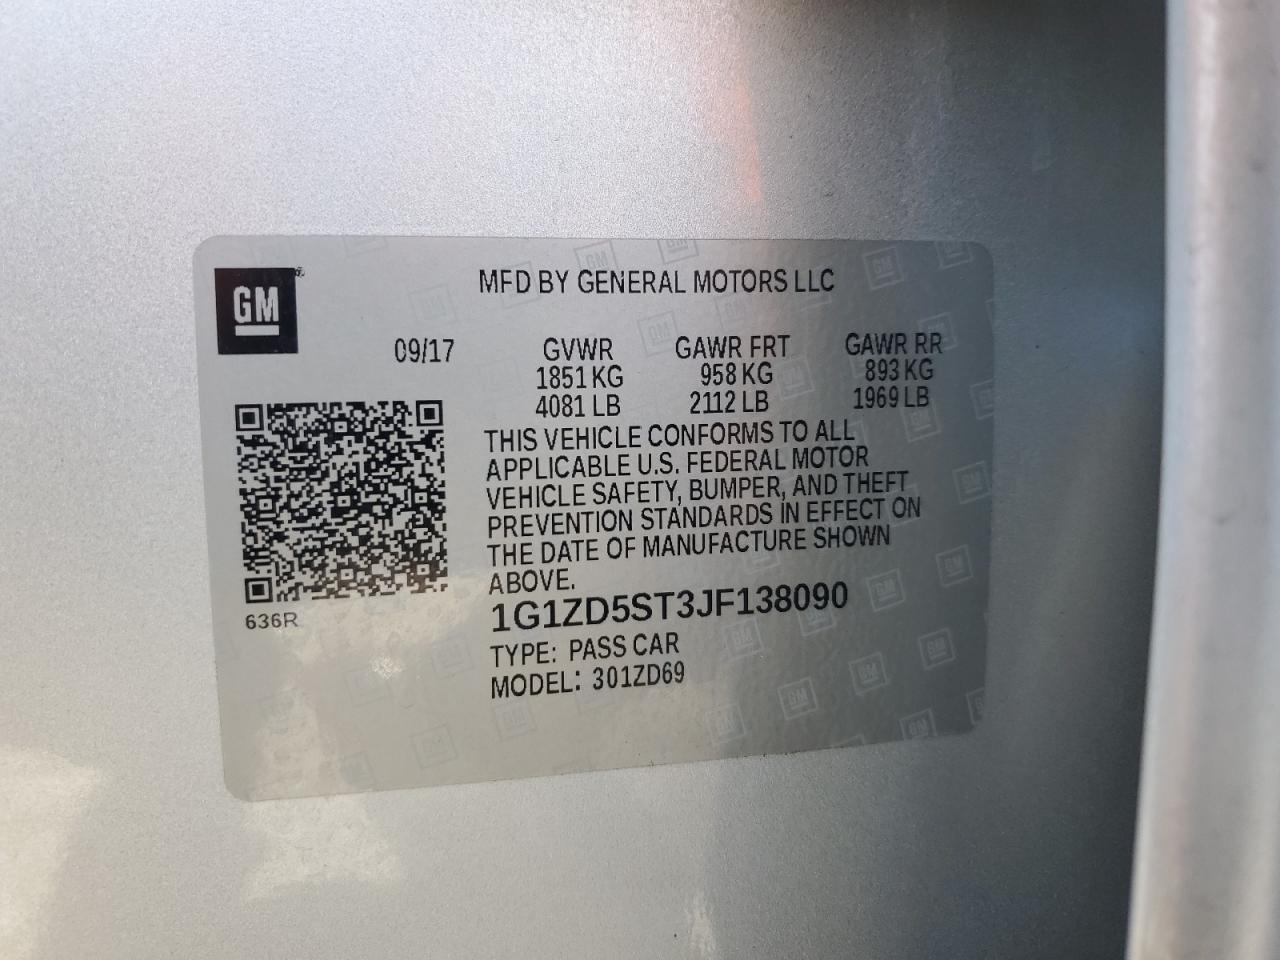 GM
MFD BY GENERAL MOTORS LLC
09/17 GVWR GAWR FRT GAWR RR
1851 KG 958 KG 893 KG
4081 LB 2112 LB 1969 LB
THIS VEHICLE CONFORMS TO ALL
APPLICABLE U.S. FEDERAL MOTOR
VEHICLE SAFETY, BUMPER, AND THEFT
PREVENTION STANDARDS IN EFFECT ON
THE DATE OF MANUFACTURE SHOWN
ABOVE.
636R
1G1ZD5ST3JF138090
TYPE: PASS CAR
MODEL: 301ZD69